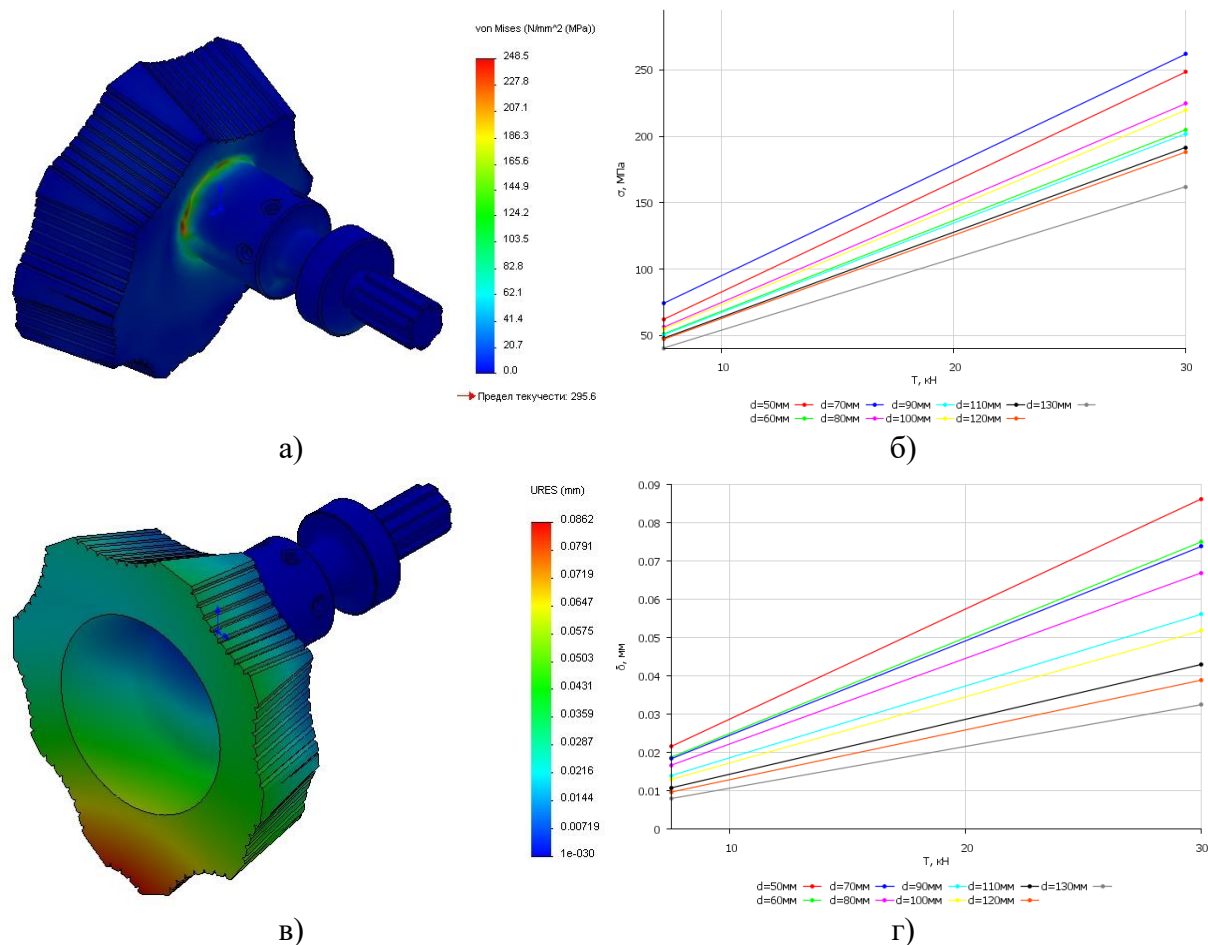 von Mises (N/mm^2 (MPa))
248.5
227.8
207.1
186.3
165.6
144.9
124.2
103.5
82.8
62.1
41.4
20.7
0.0
Предел текучести: 295.6
а)
σ, МПа
250
200
150
100
50
10
20
30
T, кН
d=50мм d=70мм d=90мм d=110мм d=130мм
d=60мм d=80мм d=100мм d=120мм
б)
URES (mm)
0.0862
0.0791
0.0719
0.0647
0.0575
0.0503
0.0431
0.0359
0.0287
0.0216
0.0144
0.00719
1e-030
в)
δ, мм
0.09
0.08
0.07
0.06
0.05
0.04
0.03
0.02
0.01
0
10
20
30
T, кН
d=50мм d=70мм d=90мм d=110мм d=130мм
d=60мм d=80мм d=100мм d=120мм
г)